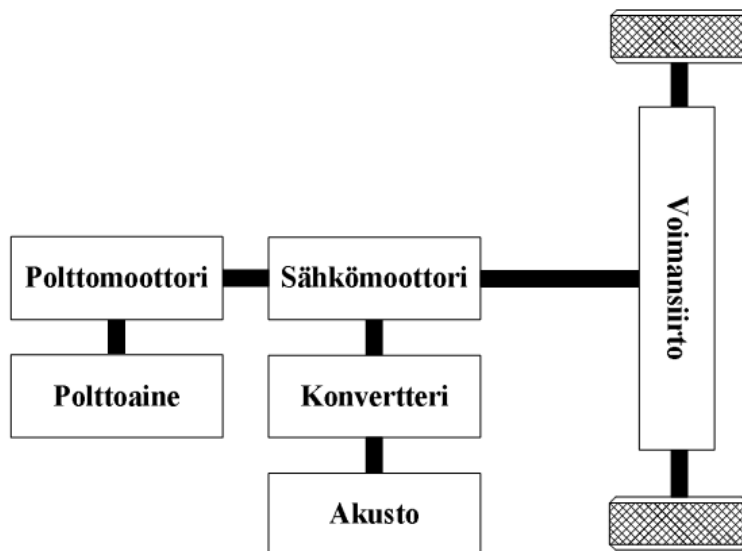 Polttomoottori
Sähkömoottori
Voimansiirto
Polttoaine
Konvertteri
Akusto